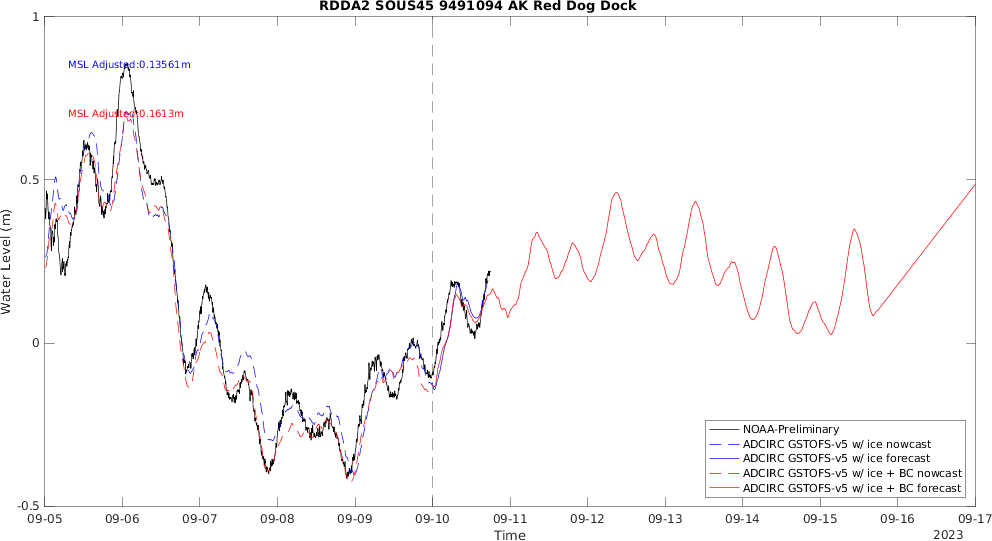 RDDA2 SOUS45 9491094 AK Red Dog Dock
1
0.5
0
-0.5
Water Level (m)
MSL Adjusted:0.13561m
MSL Adjusted:0.1613m
NOAA-Preliminary
ADCIRC GSTOFS-v5 w/ ice nowcast
ADCIRC GSTOFS-v5 w/ ice forecast
ADCIRC GSTOFS-v5 w/ ice + BC nowcast
ADCIRC GSTOFS-v5 w/ ice + BC forecast
09-05 09-06 09-07 09-08 09-09 09-10 09-11 09-12 09-13 09-14 09-15 09-16 09-17
Time
2023